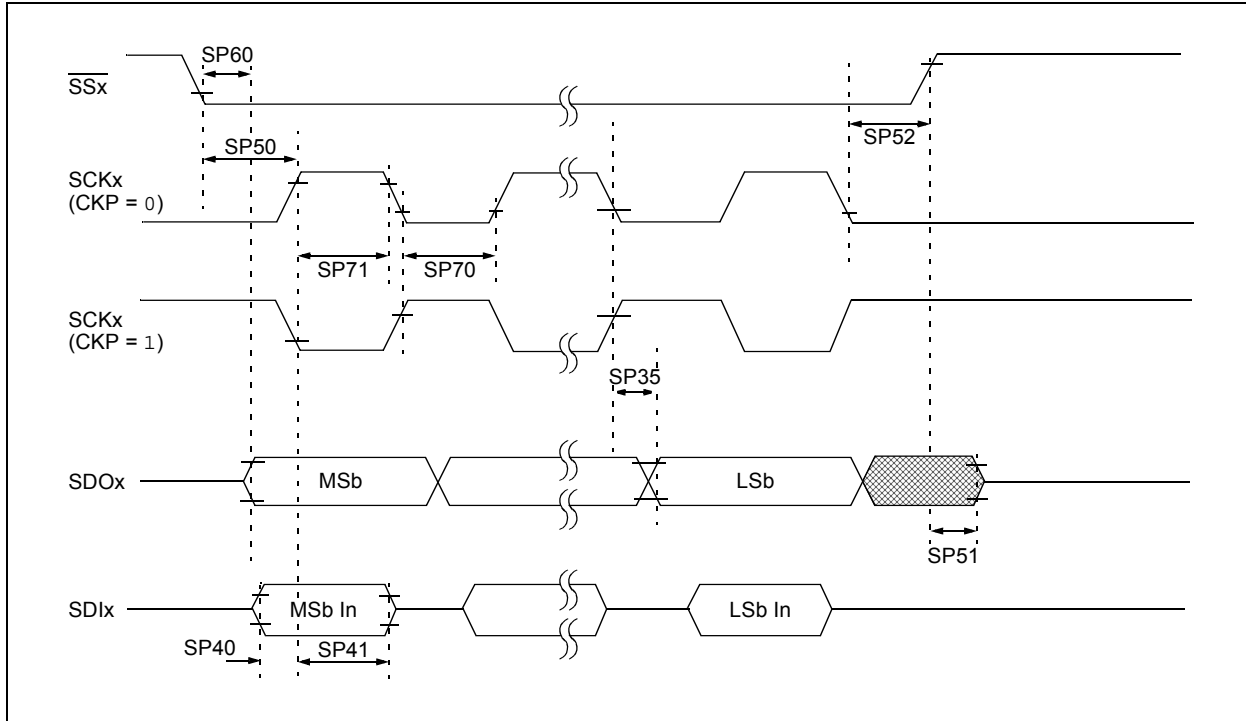 SP60
SSx
SP52
SP50
SCKx
(CKP = 0)
SP71
SP70
SCKx
(CKP = 1)
SP35
SDOx
MSb
LSb
SP51
SDIx
MSb In
LSb In
SP40
SP41